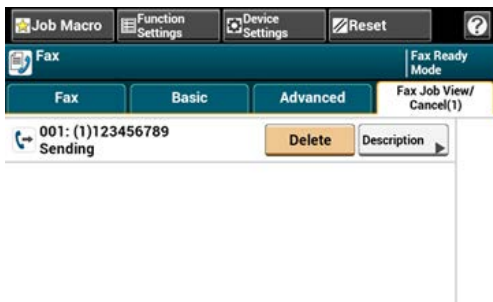 Job Macro
Function
Settings
Device
Settings
Reset
?
Fax
Fax Ready
Mode
Fax
Basic
Advanced
Fax Job View/
Cancel(1)
001: (1)123456789
Sending
Delete
Description